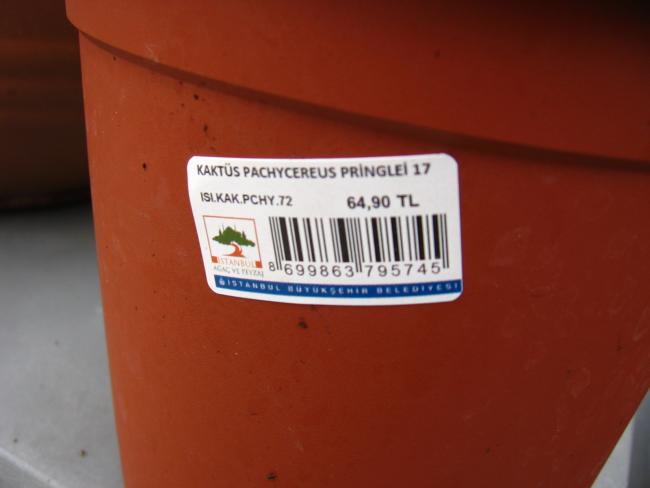 KAKTÜS PACHYCEREUS PRİNGLEİ 17
ISI.KAK.PCHY.72 64,90 TL
İSTANBUL
AĞAÇ VE PEYZAJ
8 699863 795745
İSTANBUL BÜYÜKŞEHİR BELEDİYESİ